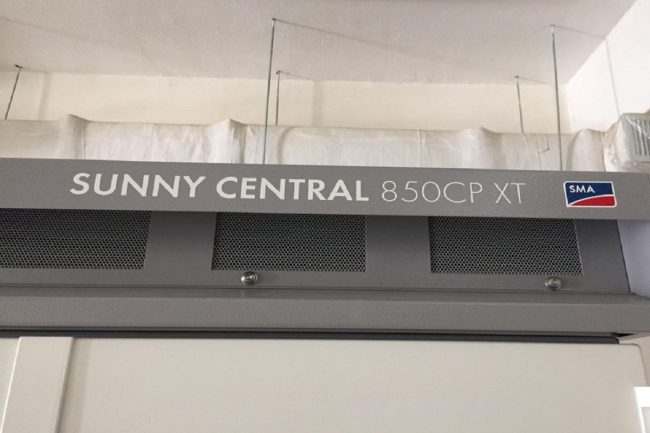 SUNNY CENTRAL 850CP XT
SMA